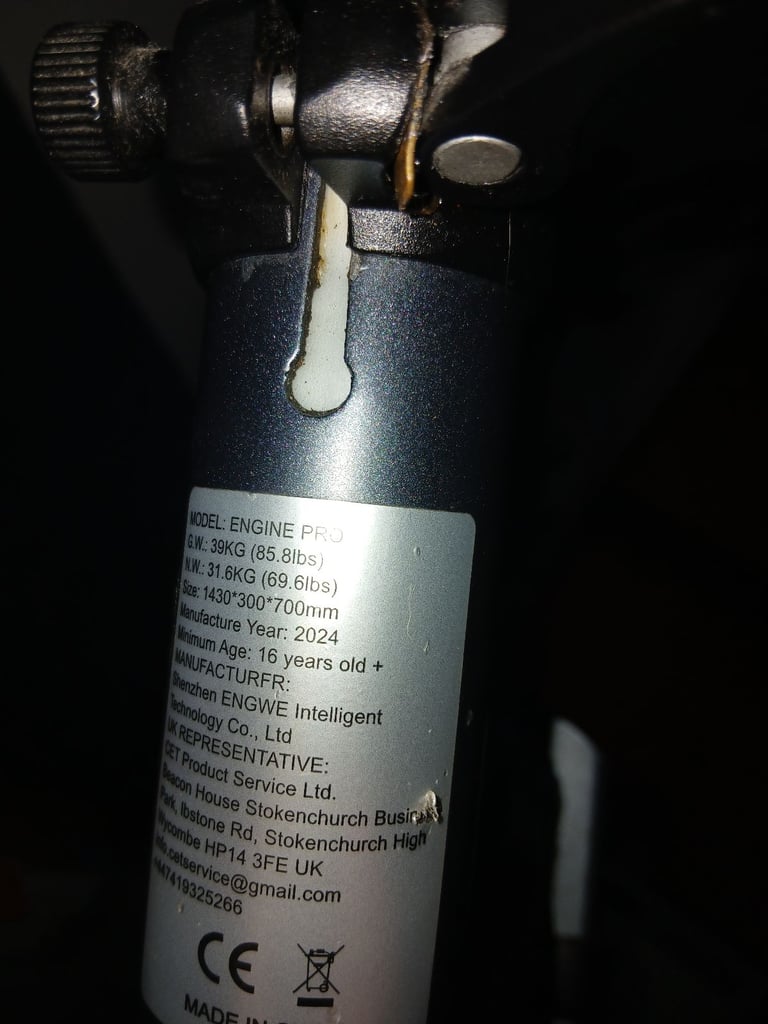 MODEL: ENGINE PRO
G.W.: 39KG (85.8lbs)
N.W.: 31.6KG (69.6lbs)
Size: 1430*300*700mm
Manufacture Year: 2024
Minimum Age: 16 years old +
MANUFACTURFR:
Shenzhen ENGWE Intelligent
Technology Co., Ltd
UK REPRESENTATIVE:
CET Product Service Ltd.
Beacon House Stokenchurch
Park, Ibstone Rd, Stokenchurch High
Wycombe HP14 3FE UK
info.cetservice@gmail.com
+447419325266
CE
MADE IN